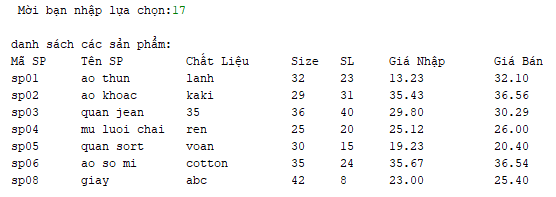 Mời bạn nhập lựa chọn:17
danh sách các sản phẩm:
Mã SP Tên SP Chất Liệu Size SL Giá Nhập Giá Bán
sp01 ao thun lanh 32 23 13.23 32.10
sp02 ao khoac kaki 29 31 35.43 36.56
sp03 quan jean 35 36 40 29.80 30.29
sp04 mu luoi chai ren 25 20 25.12 26.00
sp05 quan sort voan 30 15 19.23 20.40
sp06 ao so mi cotton 35 24 35.67 36.54
sp08 giay abc 42 8 23.00 25.40